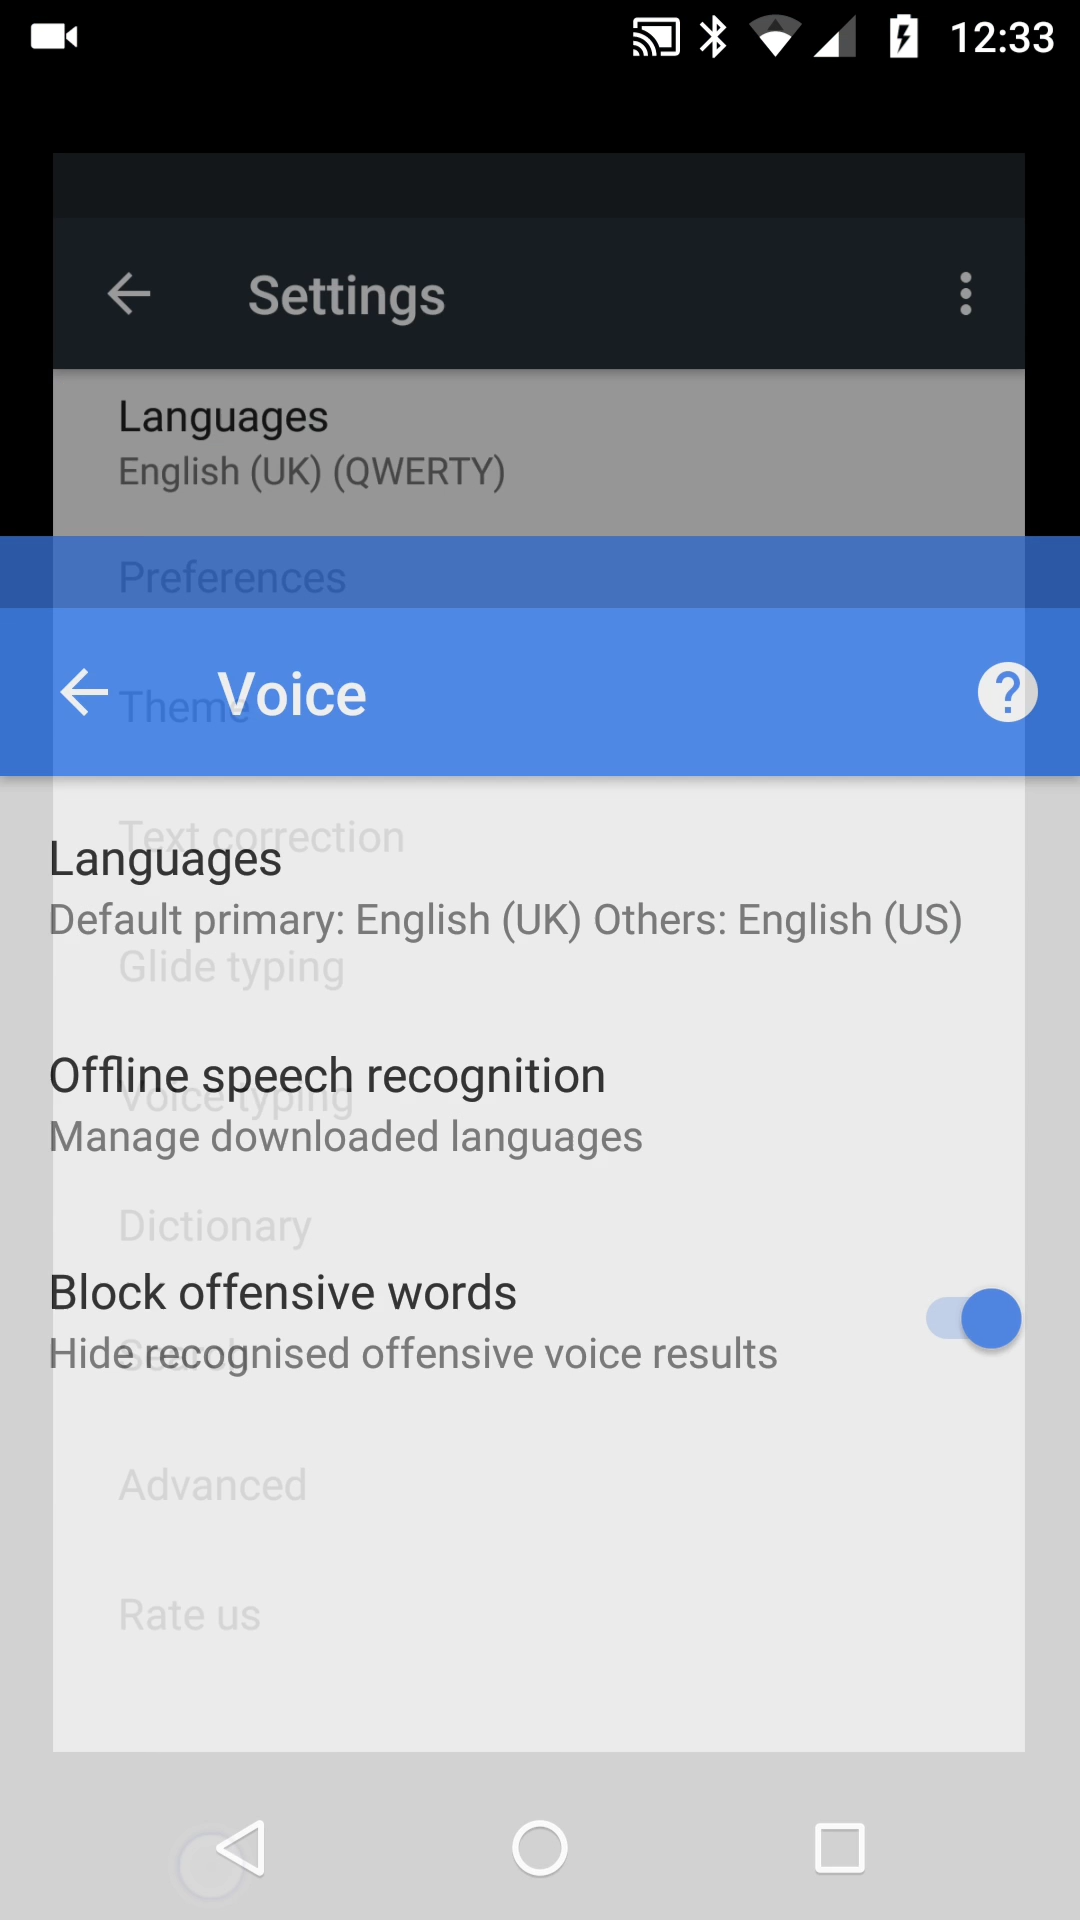 12:33
Settings
Languages
English (UK) (QWERTY)
Preferences
Theme
Voice
?
Text correction
Languages
Default primary: English (UK) Others: English (US)
Glide typing
Offline speech recognition
Voice typing
Manage downloaded languages
Dictionary
Block offensive words
Hide recognised offensive voice results
Search
Advanced
Rate us